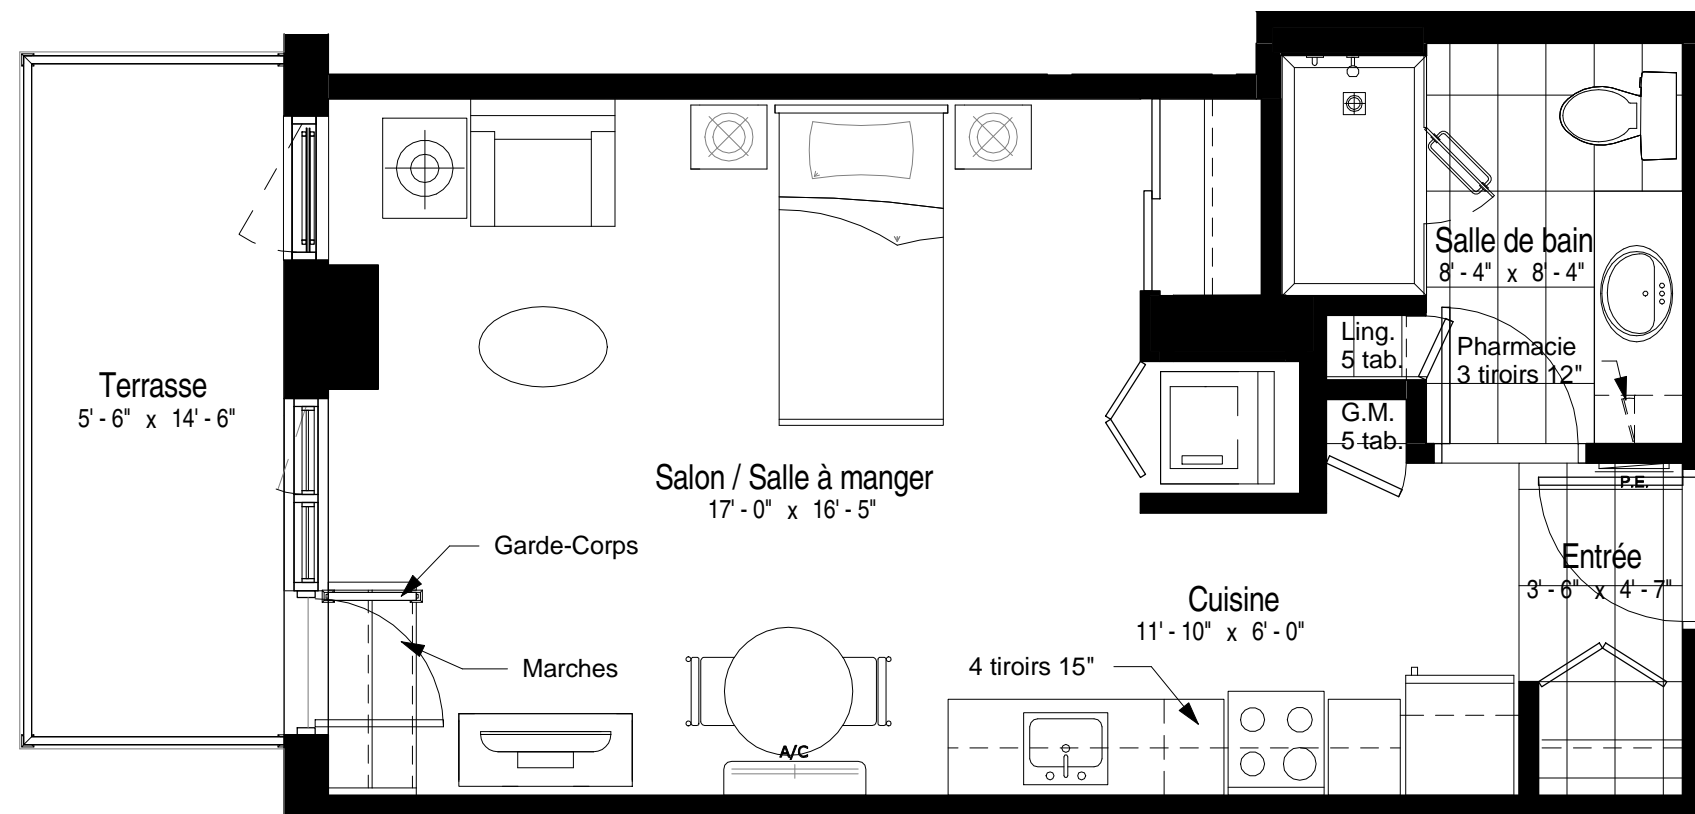 Salle de bain
8' - 4" x 8' - 4"
Ling.
5 tab.
Pharmacie
3 tiroirs 12"
Terrasse
5' - 6" x 14' - 6"
G.M.
5 tab.
Salon / Salle à manger
17' - 0" x 16' - 5"
P.E.
Garde-Corps
Entrée
3' - 6" x 4' - 7"
Cuisine
11' - 10" x 6' - 0"
Marches
4 tiroirs 15"
A/C